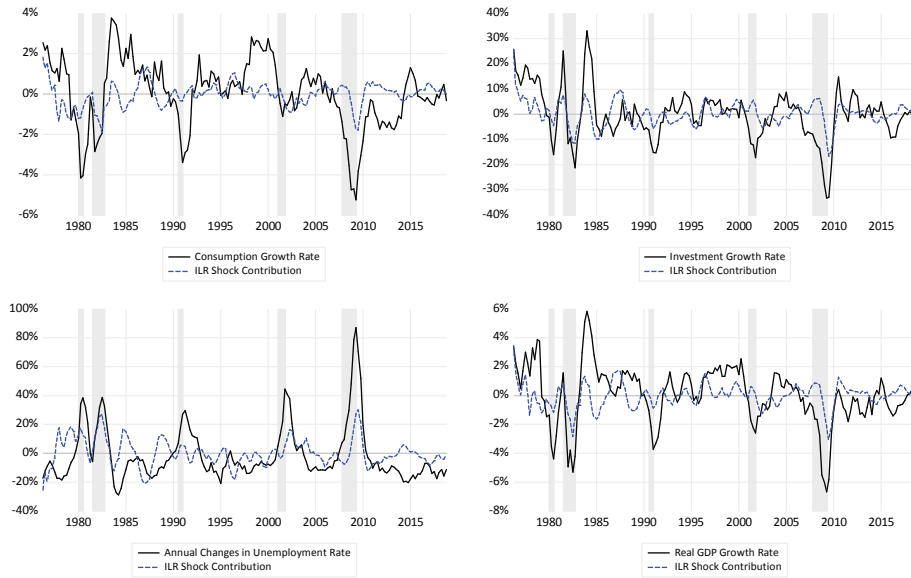 4%
2%
0%
-2%
-4%
-6%
1980 1985 1990 1995 2000 2005 2010 2015
Consumption Growth Rate
ILR Shock Contribution
40%
30%
20%
10%
0%
-10%
-20%
-30%
-40%
1980 1985 1990 1995 2000 2005 2010 2015
Investment Growth Rate
ILR Shock Contribution
100%
80%
60%
40%
20%
0%
-20%
-40%
1980 1985 1990 1995 2000 2005 2010 2015
Annual Changes in Unemployment Rate
ILR Shock Contribution
6%
4%
2%
0%
-2%
-4%
-6%
-8%
1980 1985 1990 1995 2000 2005 2010 2015
Real GDP Growth Rate
ILR Shock Contribution